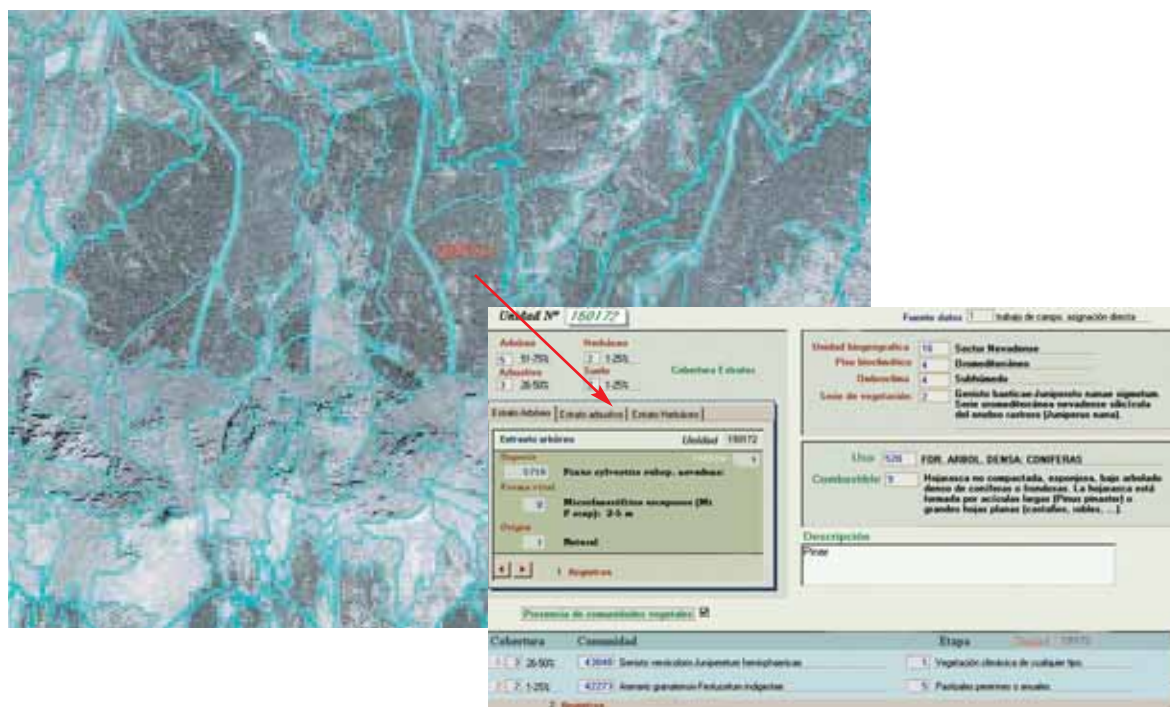 Unidad Nº 150172
Fuente datos 1 trabajo de campo, asignación directa
Arbóreo Herbáceo
5 51-75% 2 1-25%
Arbustivo Suelo
3 26-50% 1-25%
Cobertura Estratos
Unidad biogeografica 16 Sector Nevadense
Piso bioclimático 4 Oromediterráneo
Ombroclima 4 Subhúmedo
Serie de vegetación 2 Genisto baeticae-Junipereto nanae sigmetum.
Serie oromediterránea nevadense silicícola
del enebro rastrero (Juniperus nana).
Estrato Arbóreo Estrato arbustivo Estrato Herbáceo
Estrato arbóreo Unidad 150172
Especie 1
Pinus sylvestris subsp. nevadensi
Forma vital
Microfanerófitos escaposos (Mi
P scap): 2-5 m
Origen
1 Natural
1 Registros
Uso 520 FOR. ARBOL. DENSA: CONIFERAS
Combustible 9 Hojarasca no compactada, esponjosa, bajo arbolado
denso de coníferas o frondosas. La hojarasca está
formada por acículas largas (Pinus pinaster) o
grandes hojas planas (castaños, robles, ...)
Descripción
Pinar
Presencia de comunidades vegetales
Cobertura Comunidad Etapa
3 26-50% 43040 Genisto versicoloris-Juniperetum hemisphaericae 1 Vegetación climácica de cualquier tipo.
2 1-25% 42273 Arenario granatensis-Festucetum indigestae 5 Pastizales perennes o anuales.
2 Registros